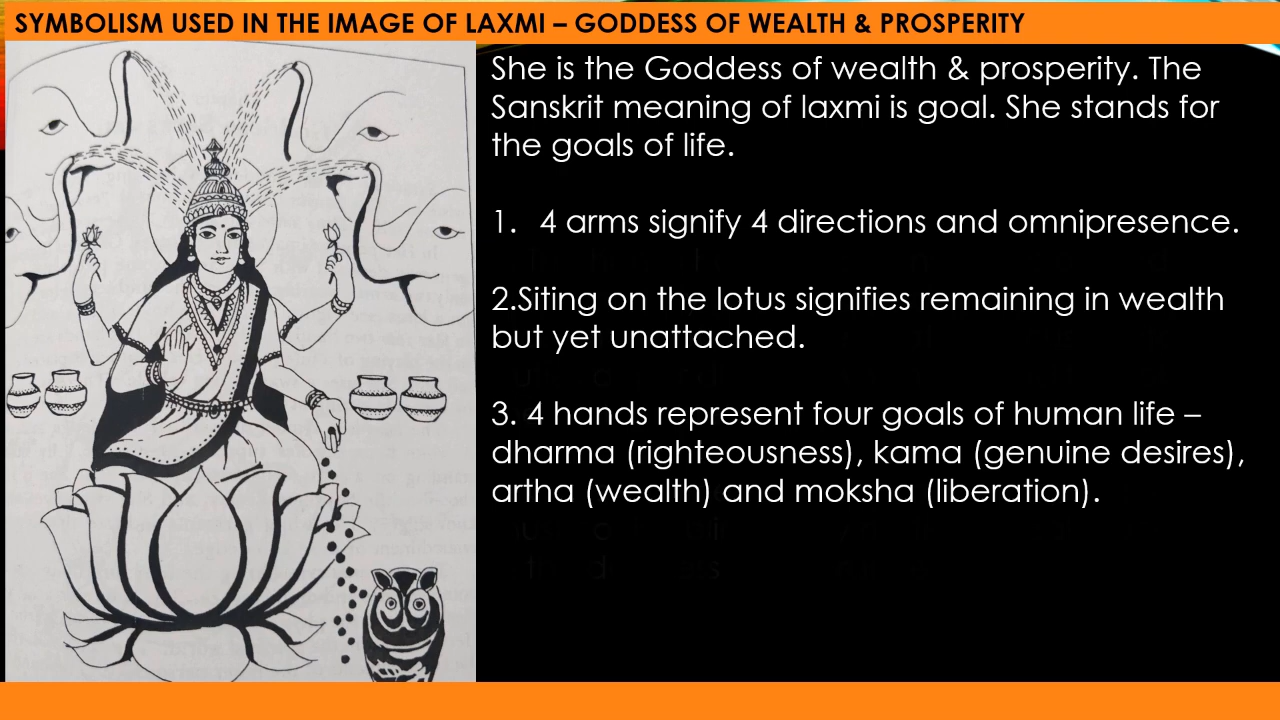 SYMBOLISM USED IN THE IMAGE OF LAXMI – GODDESS OF WEALTH & PROSPERITY
She is the Goddess of wealth & prosperity. The
Sanskrit meaning of laxmi is goal. She stands for
the goals of life.
1. 4 arms signify 4 directions and omnipresence.
2.Siting on the lotus signifies remaining in wealth
but yet unattached.
3. 4 hands represent four goals of human life –
dharma (righteousness), kama (genuine desires),
artha (wealth) and moksha (liberation).